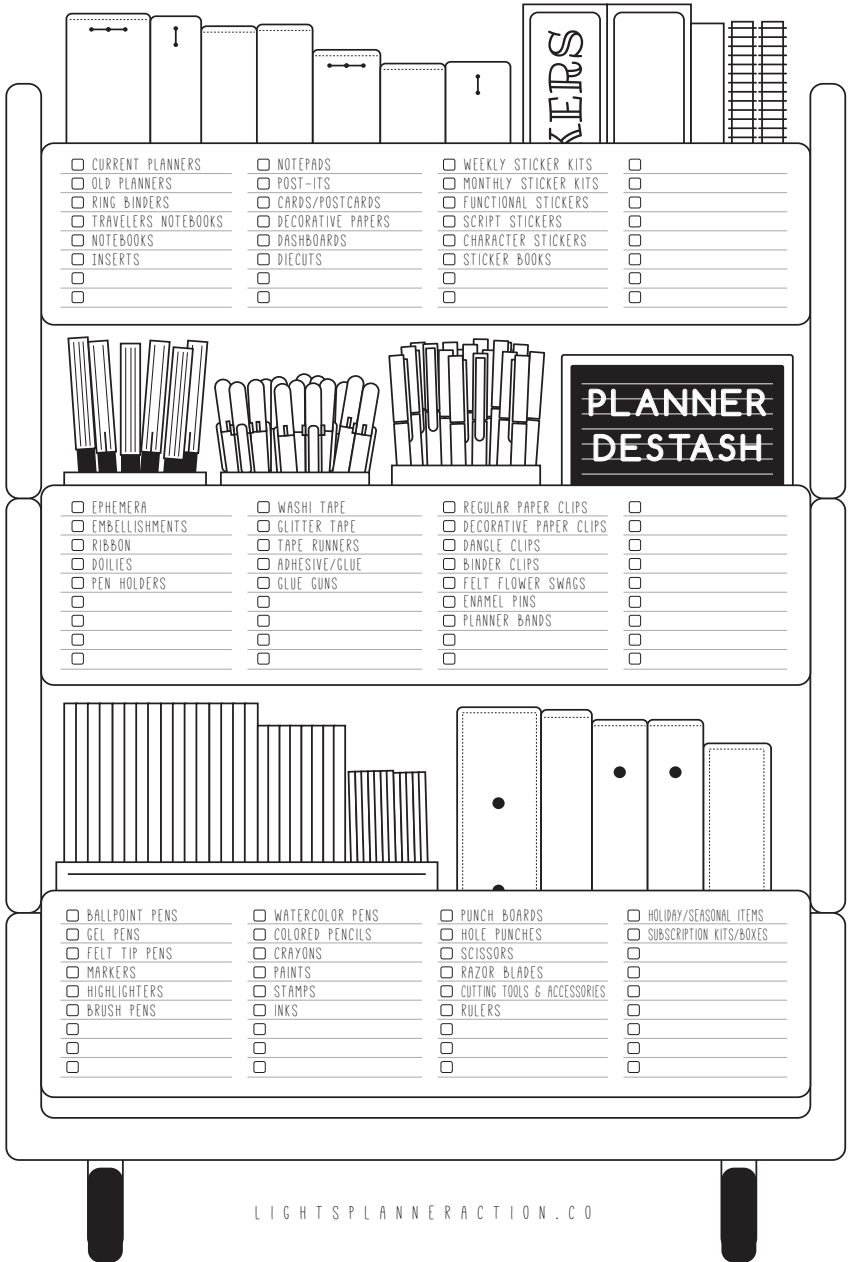 KERS
CURRENT PLANNERS
OLD PLANNERS
RING BINDERS
TRAVELERS NOTEBOOKS
NOTEBOOKS
INSERTS
NOTEPADS
POST-ITS
CARDS/POSTCARDS
DECORATIVE PAPERS
DASHBOARDS
DIECUTS
WEEKLY STICKER KITS
MONTHLY STICKER KITS
FUNCTIONAL STICKERS
SCRIPT STICKERS
CHARACTER STICKERS
STICKER BOOKS
PLANNER
DESTASH
EPHEMERA
EMBELLISHMENTS
RIBBON
DOILIES
PEN HOLDERS
WASHI TAPE
GLITTER TAPE
TAPE RUNNERS
ADHESIVE/GLUE
GLUE GUNS
REGULAR PAPER CLIPS
DECORATIVE PAPER CLIPS
DANGLE CLIPS
BINDER CLIPS
FELT FLOWER SWAGS
ENAMEL PINS
PLANNER BANDS
BALLPOINT PENS
GEL PENS
FELT TIP PENS
MARKERS
HIGHLIGHTERS
BRUSH PENS
WATERCOLOR PENS
COLORED PENCILS
CRAYONS
PAINTS
STAMPS
INKS
PUNCH BOARDS
HOLE PUNCHES
SCISSORS
RAZOR BLADES
CUTTING TOOLS & ACCESSORIES
RULERS
HOLIDAY/SEASONAL ITEMS
SUBSCRIPTION KITS/BOXES
LIGHTSPLANNERACTION.CO